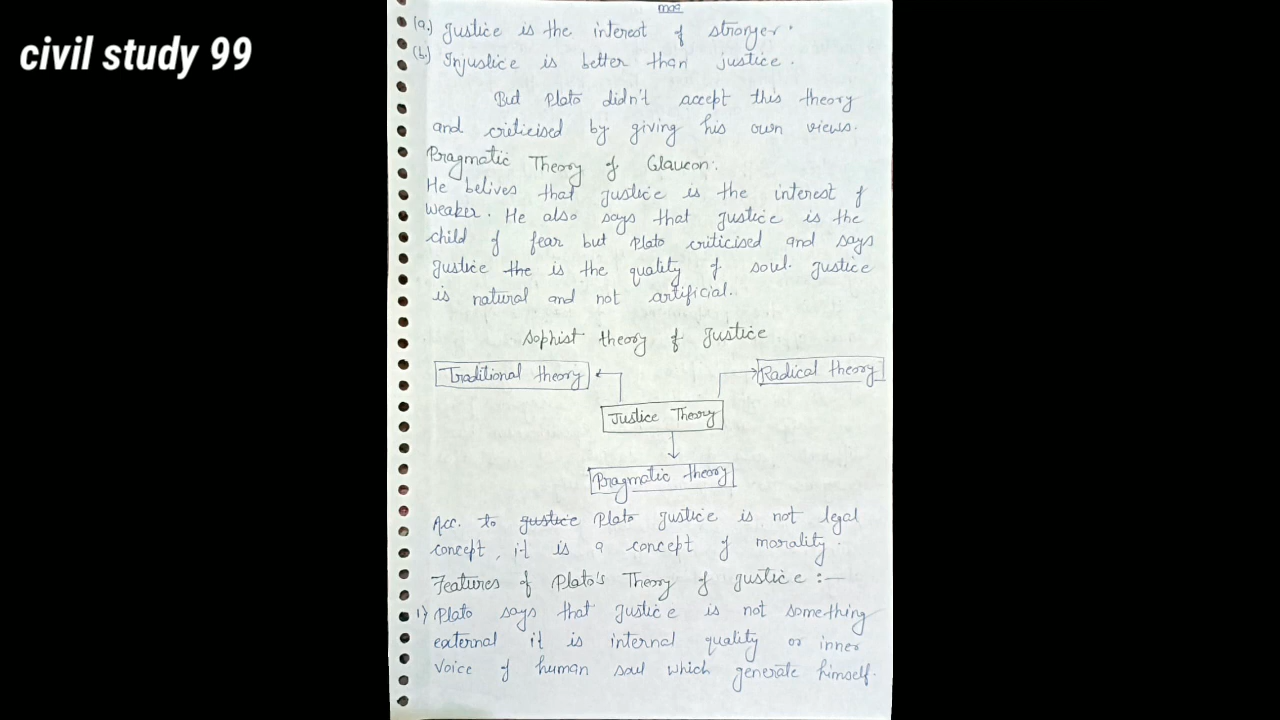 civil study 99
(a.) Justice is the interest of stronger.
(b.) Injustice is better than justice.
But Plato didn't accept this theory
and criticised by giving his own views.
Pragmatic Theory of Glaucon:
He belives that justice is the interest of
weaker. He also says that justice is the
child of fear but Plato criticised and says
justice the is the quality of soul. justice
is natural and not artificial.
Sophist theory of justice
Traditional theory
Radical theory
Justice Theory
Pragmatic theory
Acc. to justice Plato justice is not legal
concept, it is a concept of morality.
Features of Plato's Theory of justice :—
1) Plato says that justice is not something
external it is internal quality or inner
voice of human soul which generate himself.